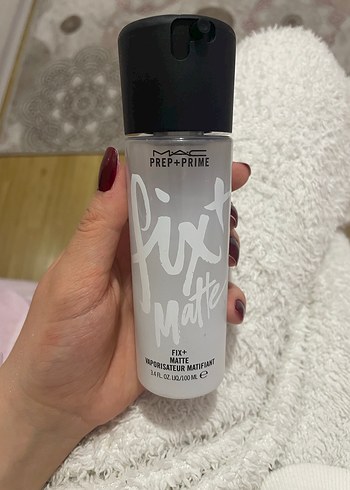 MAC
PREP+PRIME
fix+
Matte
FIX+
MATTE
VAPORISATEUR MATIFIANT
3.4 FL. OZ. LIQ/100 ML ℮